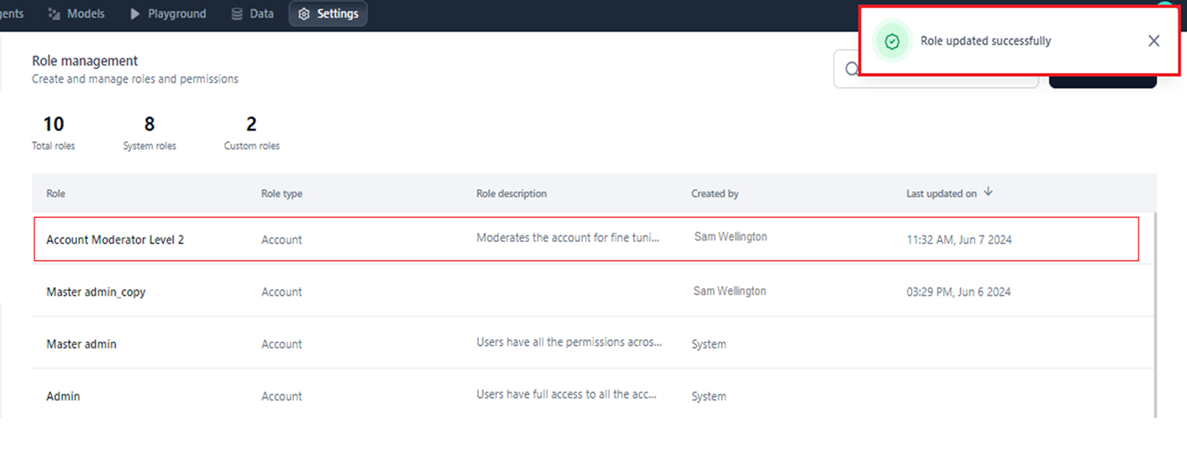 Models Playground Data Settings
Role updated successfully
Role management
Create and manage roles and permissions
10 8 2
Total roles System roles Custom roles
Role Role type Role description Created by Last updated on
Account Moderator Level 2 Account Moderates the account for fine tuni... Sam Wellington 11:32 AM, Jun 7 2024
Master admin_copy Account Sam Wellington 03:29 PM, Jun 6 2024
Master admin Account Users have all the permissions acros... System
Admin Account Users have full access to all the acc... System